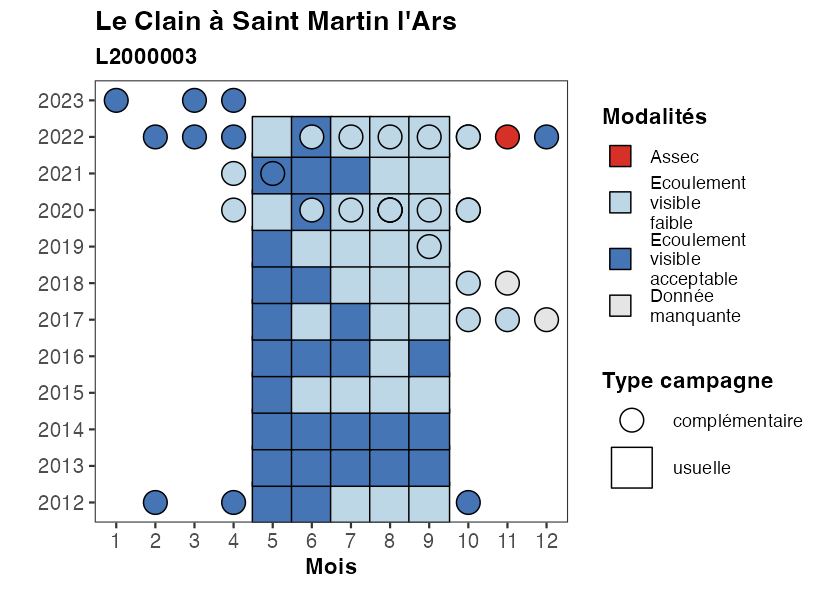 Le Clain à Saint Martin l'Ars
L2000003
2023
2022
2021
2020
2019
2018
2017
2016
2015
2014
2013
2012
1 2 3 4 5 6 7 8 9 10 11 12
Mois
Modalités
Assec
Ecoulement
visible
faible
Ecoulement
visible
acceptable
Donnée
manquante
Type campagne
complémentaire
usuelle